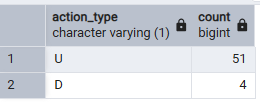 action_type count
character varying (1) bigint
1 U 51
2 D 4